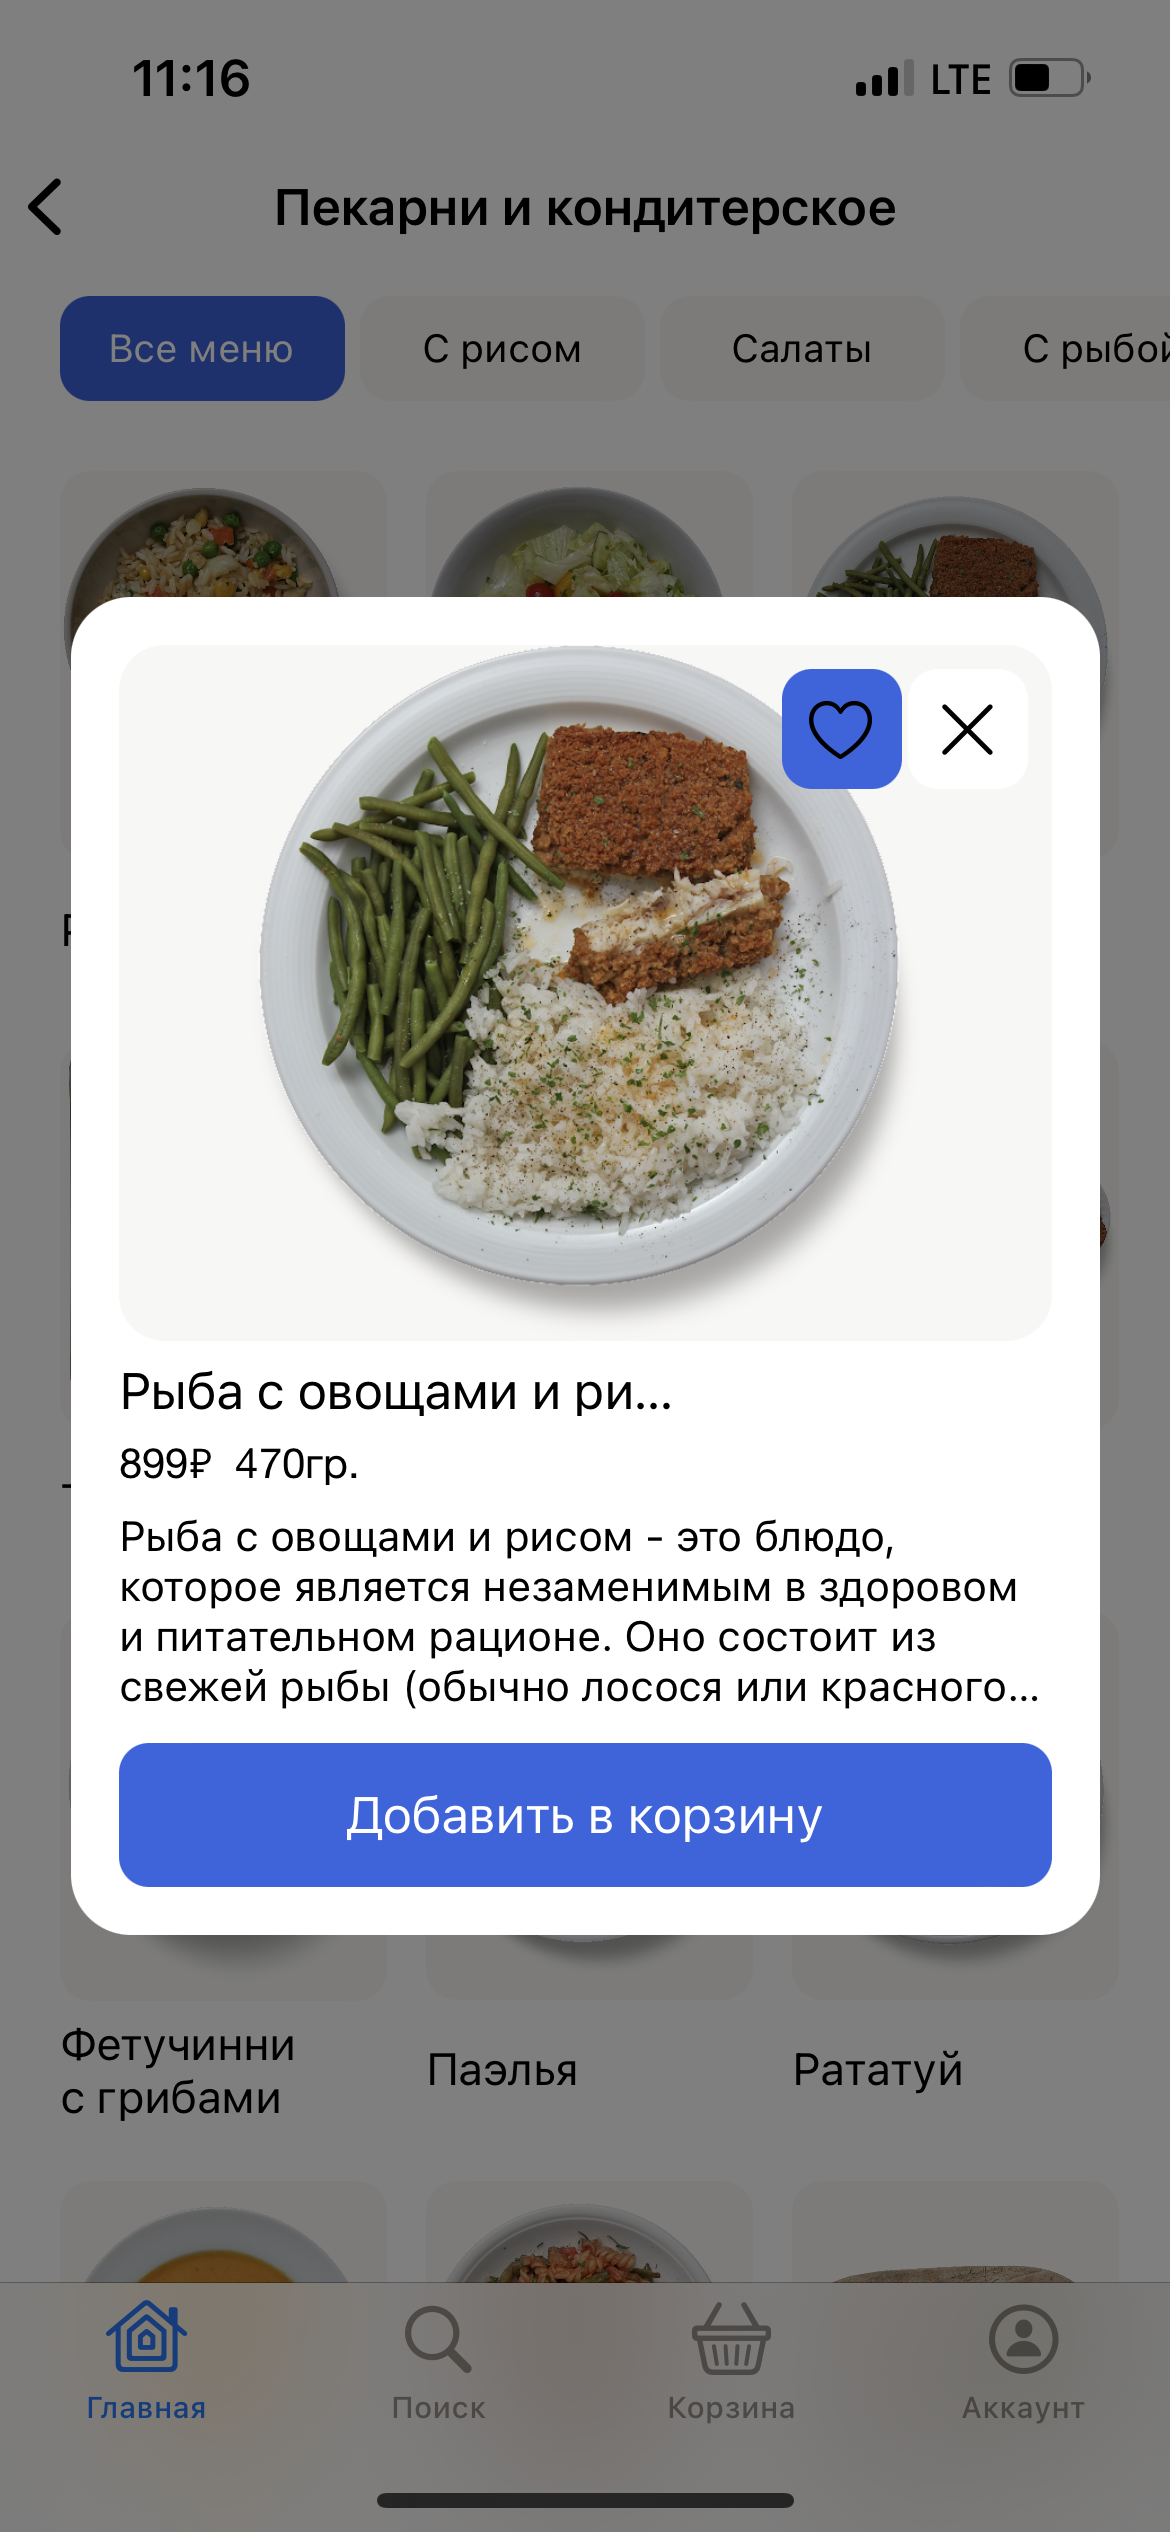 11:16
LTE
Пекарни и кондитерское
Все меню
С рисом
Салаты
С рыбой
Рыба с овощами и ри...
899₽ 470гр.
Рыба с овощами и рисом - это блюдо,
которое является незаменимым в здоровом
и питательном рационе. Оно состоит из
свежей рыбы (обычно лосося или красного...
Добавить в корзину
Фетучинни
с грибами
Паэлья
Рататуй
Главная
Поиск
Корзина
Аккаунт